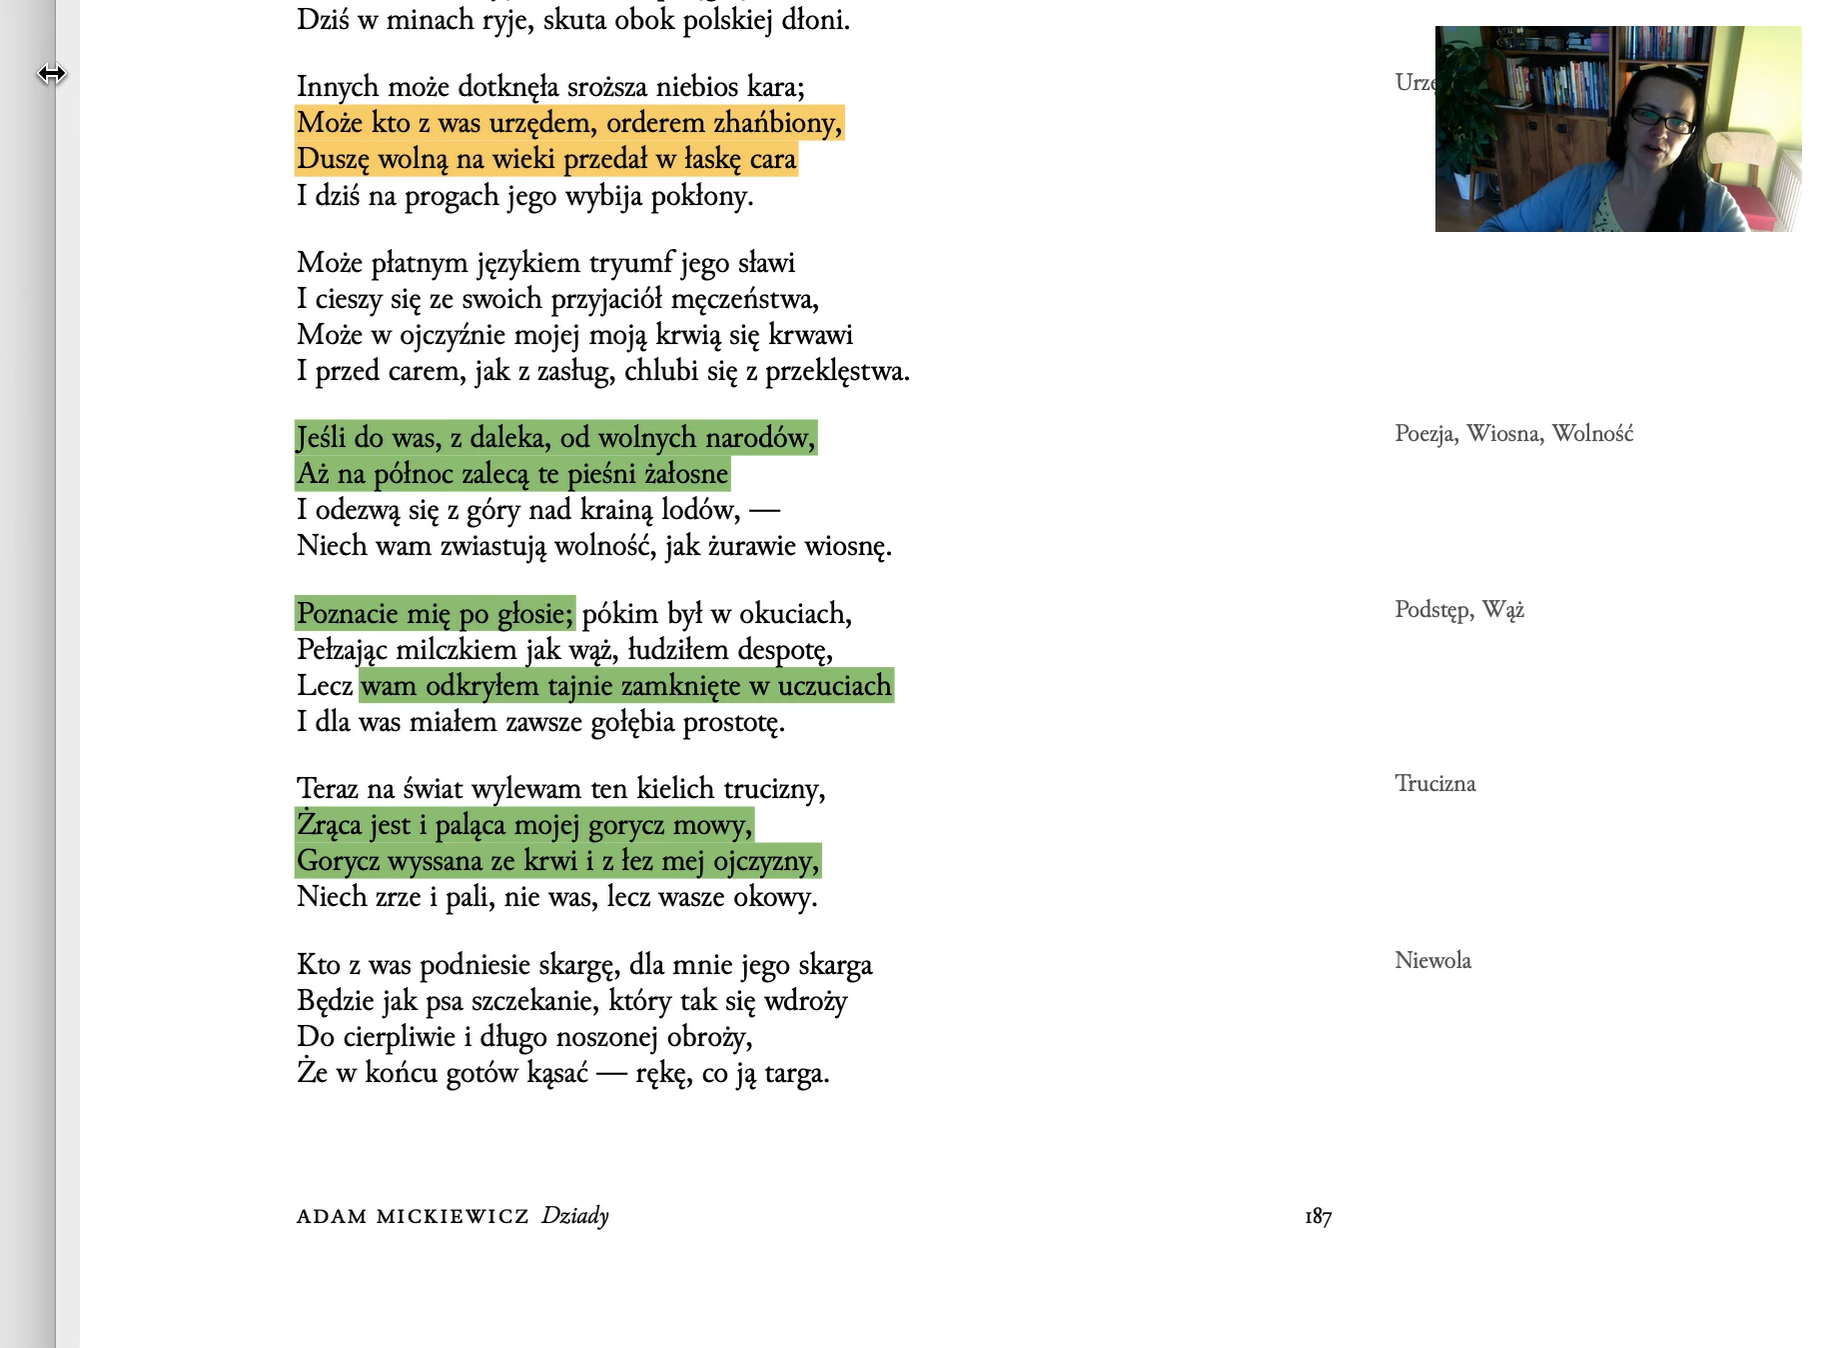 Dziś w minach ryje, skuta obok polskiej dłoni.
Innych może dotknęła sroższa niebios kara;
Może kto z was urzędem, orderem zhańbiony,
Duszę wolną na wieki przedał w łaskę cara
I dziś na progach jego wybija pokłony.
Może płatnym językiem tryumf jego sławi
I cieszy się ze swoich przyjaciół męczeństwa,
Może w ojczyźnie mojej moją krwią się krwawi
I przed carem, jak z zasług, chlubi się z przeklęstwa.
Jeśli do was, z daleka, od wolnych narodów,
Poezja, Wiosna, Wolność
Aż na północ zalecą te pieśni żałosne
I odezwą się z góry nad krainą lodów, —
Niech wam zwiastują wolność, jak żurawie wiosnę.
Poznacie mię po głosie; pókim był w okuciach,
Podstęp, Wąż
Pełzając milczkiem jak wąż, łudziłem despotę,
Lecz wam odkryłem tajnie zamknięte w uczuciach
I dla was miałem zawsze gołębia prostotę.
Teraz na świat wylewam ten kielich trucizny,
Trucizna
Żrąca jest i paląca mojej gorycz mowy,
Gorycz wyssana ze krwi i z łez mej ojczyzny,
Niech zrze i pali, nie was, lecz wasze okowy.
Kto z was podniesie skargę, dla mnie jego skarga
Niewola
Będzie jak psa szczekanie, który tak się wdroży
Do cierpliwie i długo noszonej obroży,
Że w końcu gotów kąsać — rękę, co ją targa.
ADAM MICKIEWICZ Dziady 187